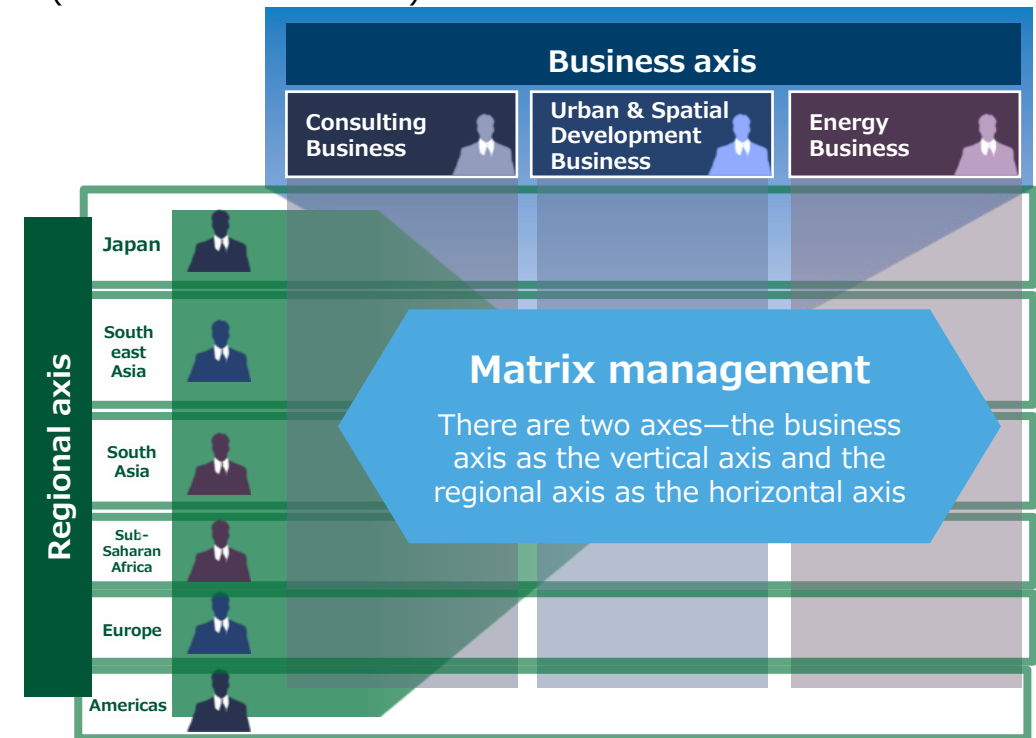 Business axis
Consulting
Business
Urban & Spatial
Development
Business
Energy
Business
Regional axis
Japan
South
east
Asia
South
Asia
Sub-
Saharan
Africa
Europe
Americas
Matrix management
There are two axes—the business
axis as the vertical axis and the
regional axis as the horizontal axis